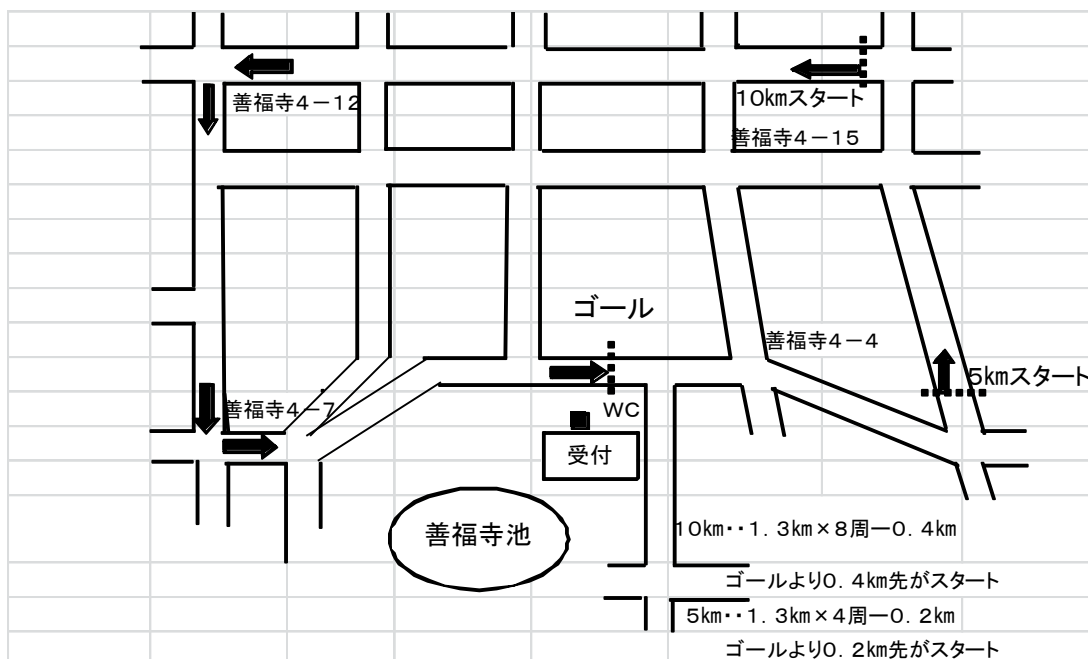 善福寺4－12
10kmスタート
善福寺4－15
ゴール
善福寺4－4
5kmスタート
善福寺4－7
WC
受付
善福寺池
10km・・1．3km×8周－0．4km
ゴールより0．4km先がスタート
5km・・1．3km×4周－0．2km
ゴールより0．2km先がスタート